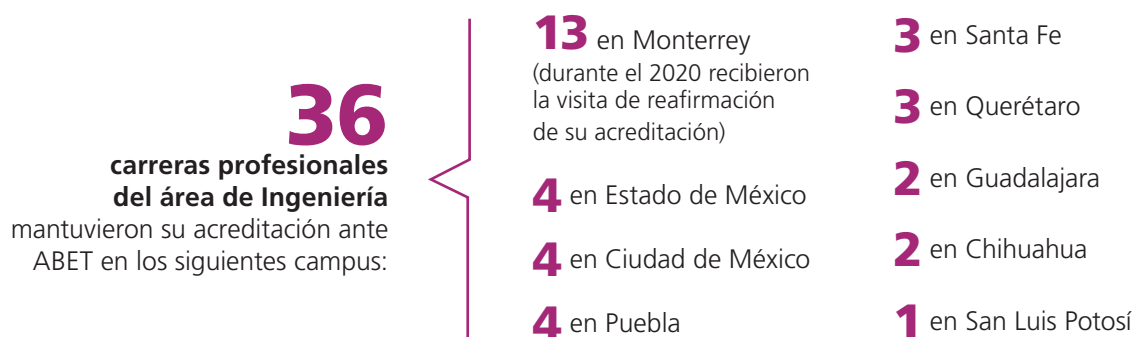 36
carreras profesionales
del área de Ingeniería
mantuvieron su acreditación ante
ABET en los siguientes campus:
13 en Monterrey
(durante el 2020 recibieron
la visita de reafirmación
de su acreditación)
4 en Estado de México
4 en Ciudad de México
4 en Puebla
3 en Santa Fe
3 en Querétaro
2 en Guadalajara
2 en Chihuahua
1 en San Luis Potosí